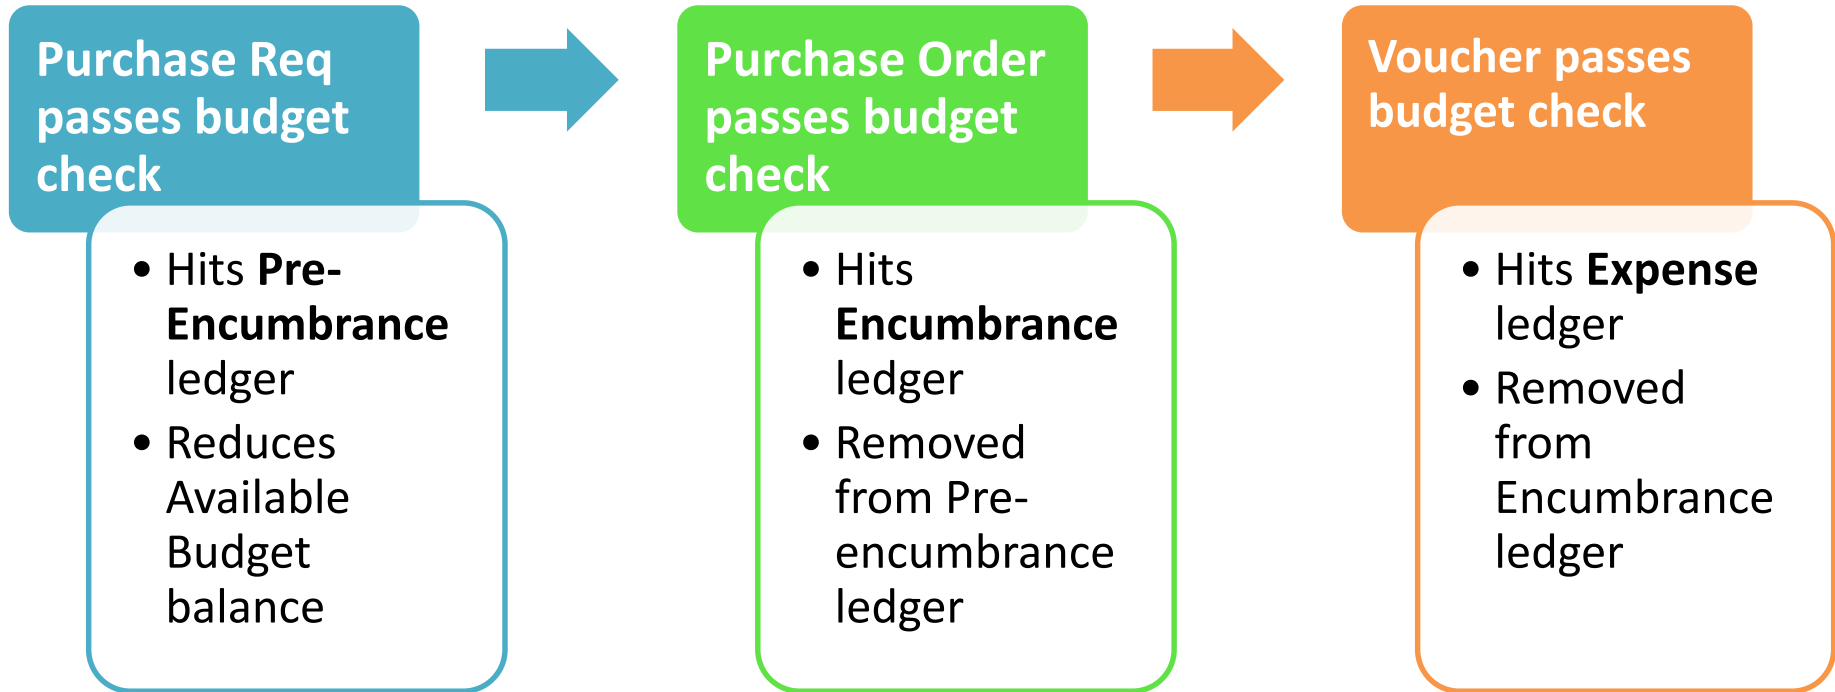 Purchase Req
passes budget
check
• Hits Pre-
Encumbrance
ledger
• Reduces
Available
Budget
balance
Purchase Order
passes budget
check
• Hits
Encumbrance
ledger
• Removed
from Pre-
encumbrance
ledger
Voucher passes
budget check
• Hits Expense
ledger
• Removed
from
Encumbrance
ledger